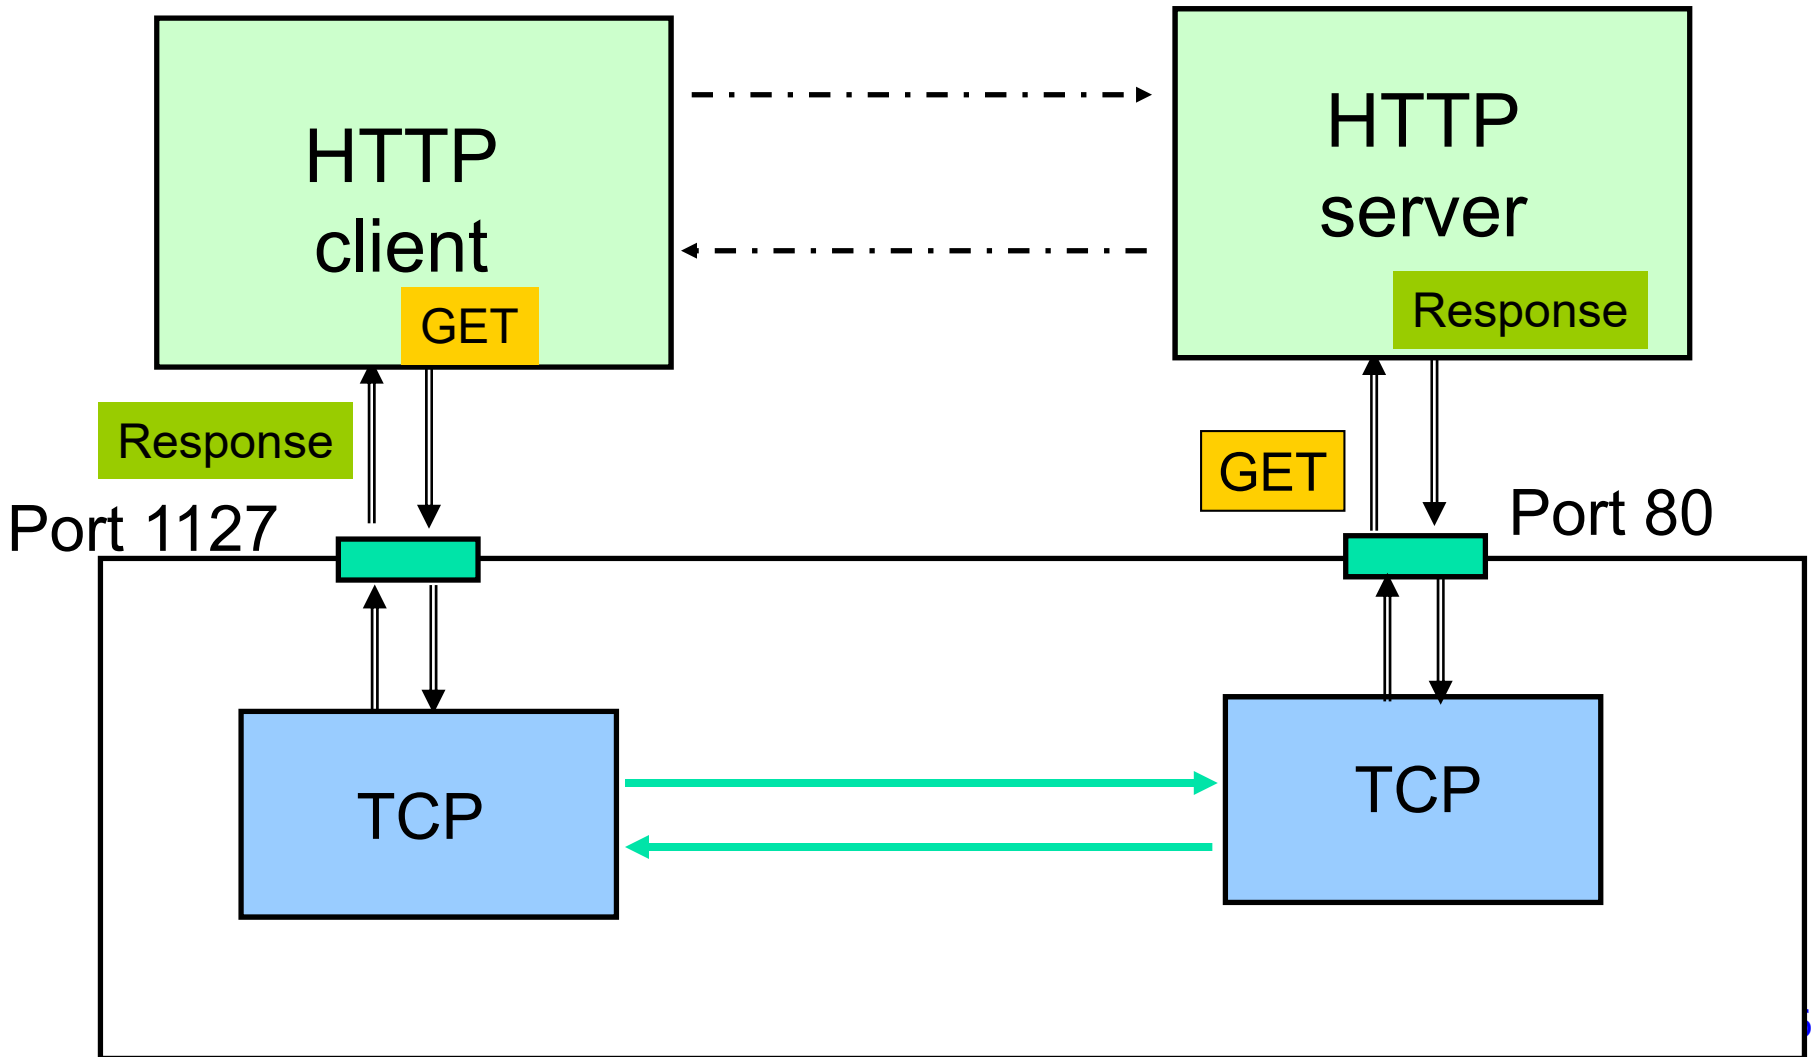 HTTP
client
GET
HTTP
server
Response
Response
GET
Port 1127
Port 80
TCP
TCP